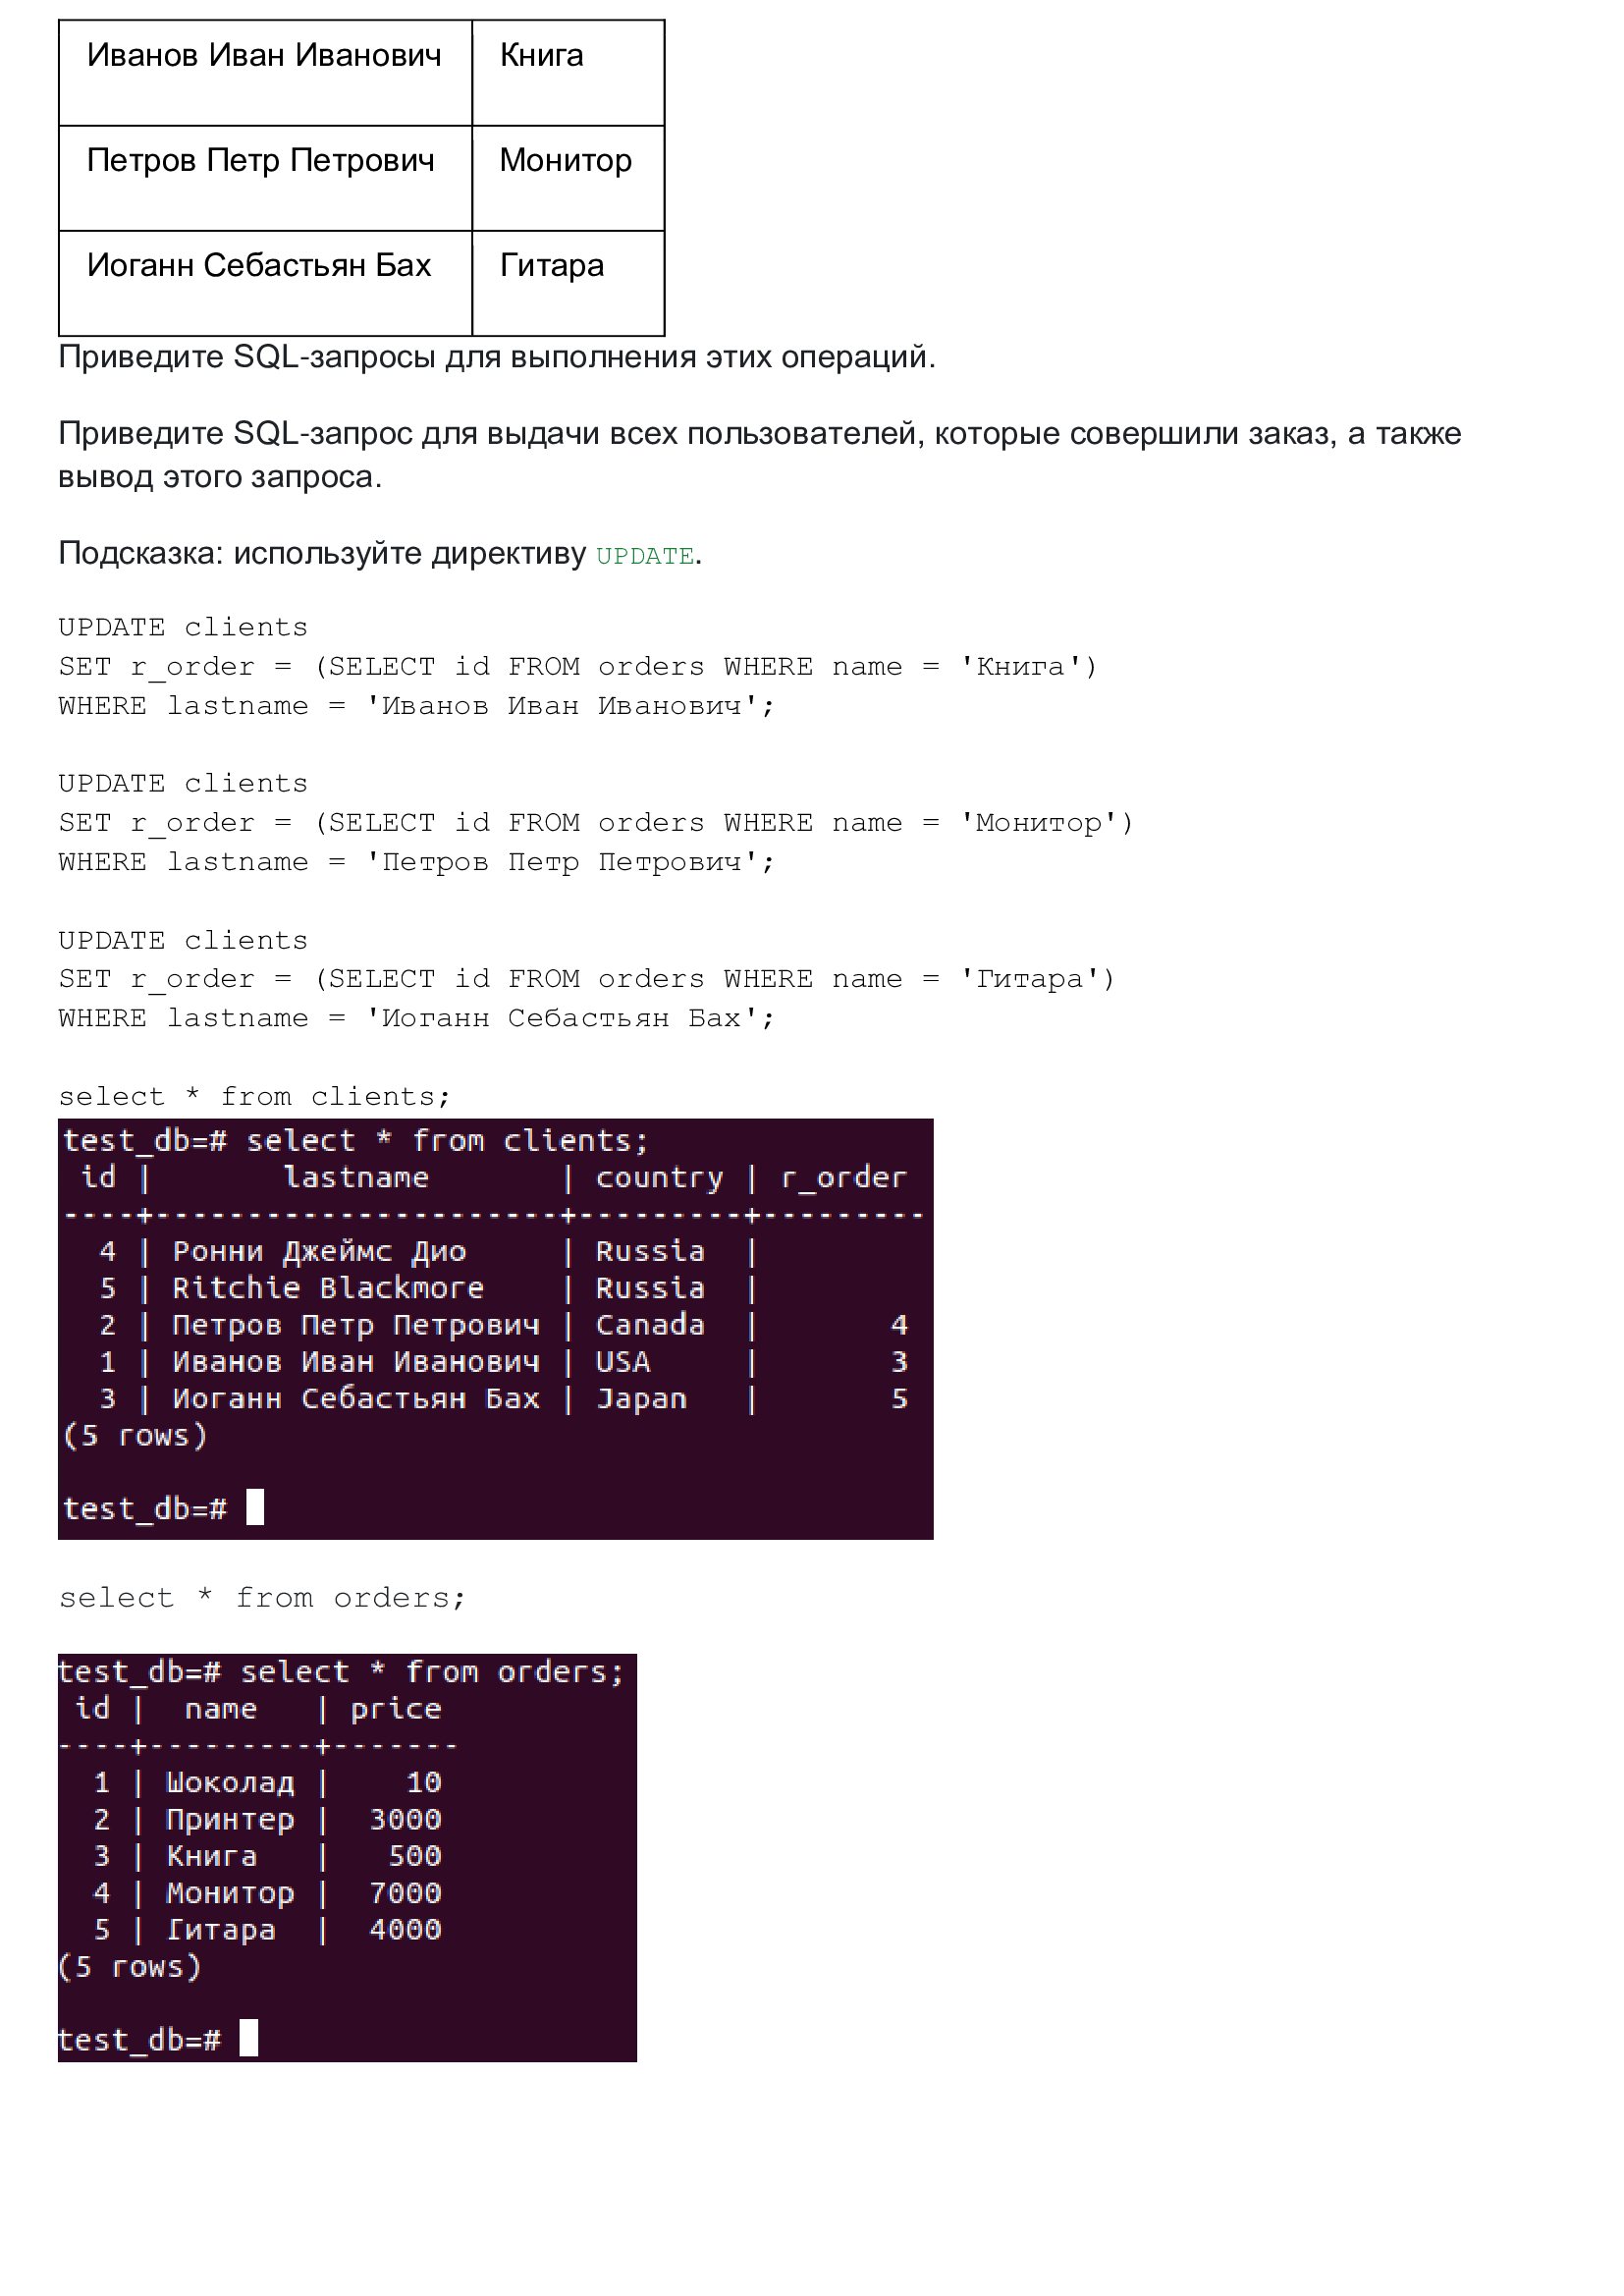 Иванов Иван Иванович Книга
Петров Петр Петрович Монитор
Иоганн Себастьян Бах Гитара
Приведите SQL-запросы для выполнения этих операций.
Приведите SQL-запрос для выдачи всех пользователей, которые совершили заказ, а также
вывод этого запроса.
Подсказка: используйте директиву UPDATE.
UPDATE clients
SET r_order = (SELECT id FROM orders WHERE name = 'Книга')
WHERE lastname = 'Иванов Иван Иванович';
UPDATE clients
SET r_order = (SELECT id FROM orders WHERE name = 'Монитор')
WHERE lastname = 'Петров Петр Петрович';
UPDATE clients
SET r_order = (SELECT id FROM orders WHERE name = 'Гитара')
WHERE lastname = 'Иоганн Себастьян Бах';
select * from clients;
test_db=# select * from clients;
 id |       lastname       | country | r_order
----+----------------------+---------+---------
  4 | Ронни Джеймс Дио     | Russia  |
  5 | Ritchie Blackmore    | Russia  |
  2 | Петров Петр Петрович | Canada  |       4
  1 | Иванов Иван Иванович | USA     |       3
  3 | Иоганн Себастьян Бах | Japan   |       5
(5 rows)
test_db=#
select * from orders;
test_db=# select * from orders;
 id |  name   | price
----+---------+-------
  1 | Шоколад |    10
  2 | Принтер |  3000
  3 | Книга   |   500
  4 | Монитор |  7000
  5 | Гитара  |  4000
(5 rows)
test_db=#